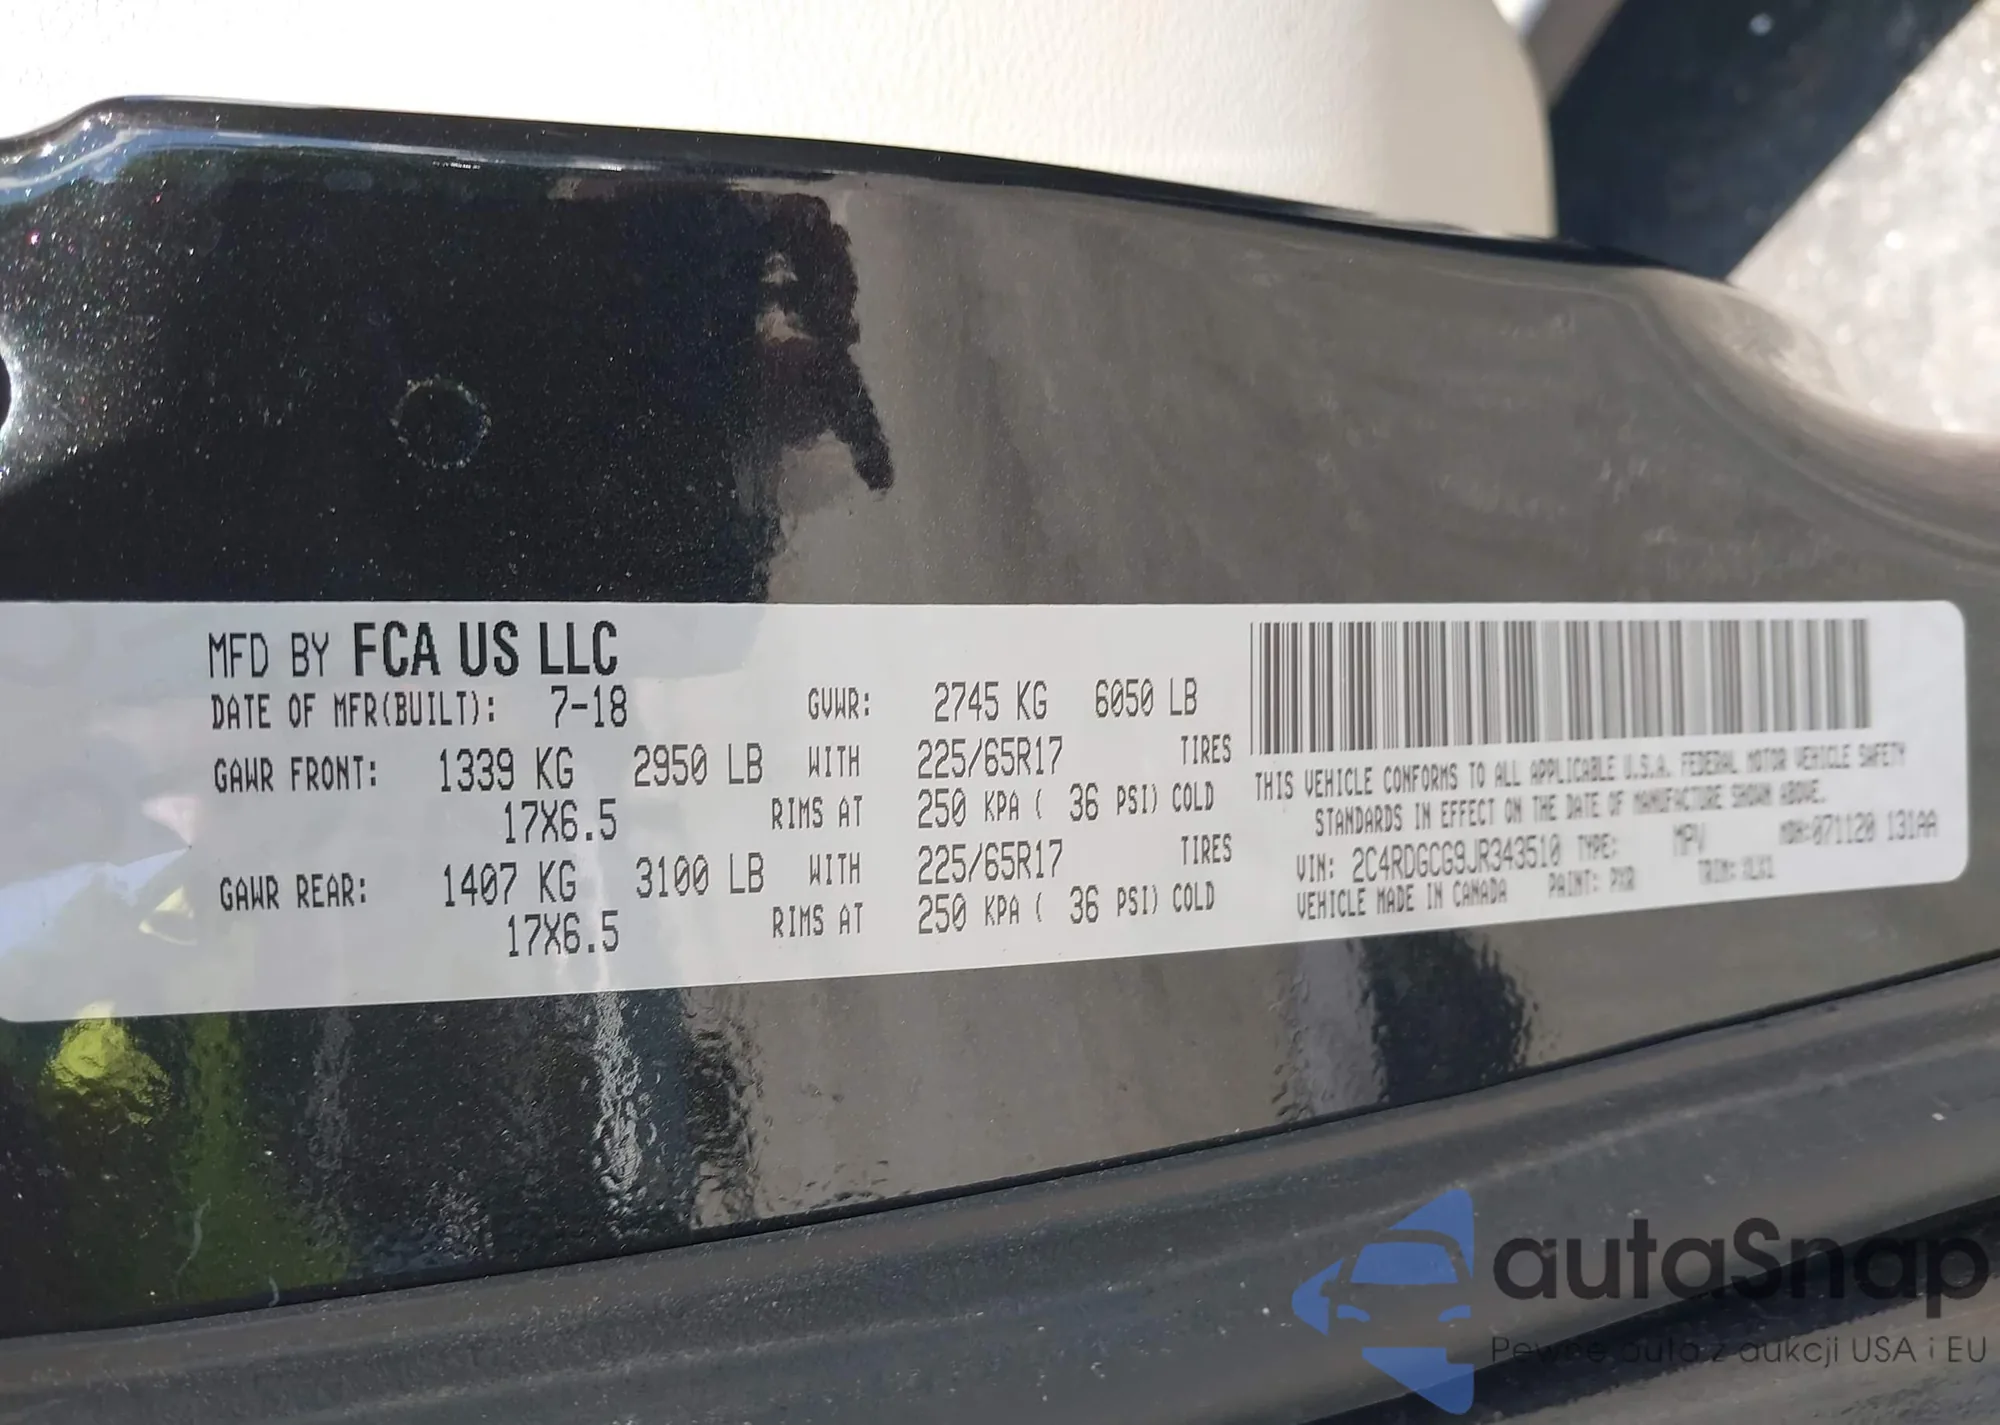 MFD BY FCA US LLC
DATE OF MFR(BUILT): 7-18 GVWR: 2745 KG 6050 LB
GAWR FRONT: 1339 KG 2950 LB WITH 225/65R17 TIRES
17X6.5 RIMS AT 250 KPA ( 36 PSI) COLD
GAWR REAR: 1407 KG 3100 LB WITH 225/65R17 TIRES
17X6.5 RIMS AT 250 KPA ( 36 PSI) COLD
THIS VEHICLE CONFORMS TO ALL APPLICABLE U.S.A. FEDERAL MOTOR VEHICLE SAFETY
STANDARDS IN EFFECT ON THE DATE OF MANUFACTURE SHOWN ABOVE.
VIN: 2C4RDGCG9JR343510 TYPE: MPV MDH:071120 131AA
VEHICLE MADE IN CANADA PAINT: PXR TRIM:
autaSnap
Pewne auta z aukcji USA i EU